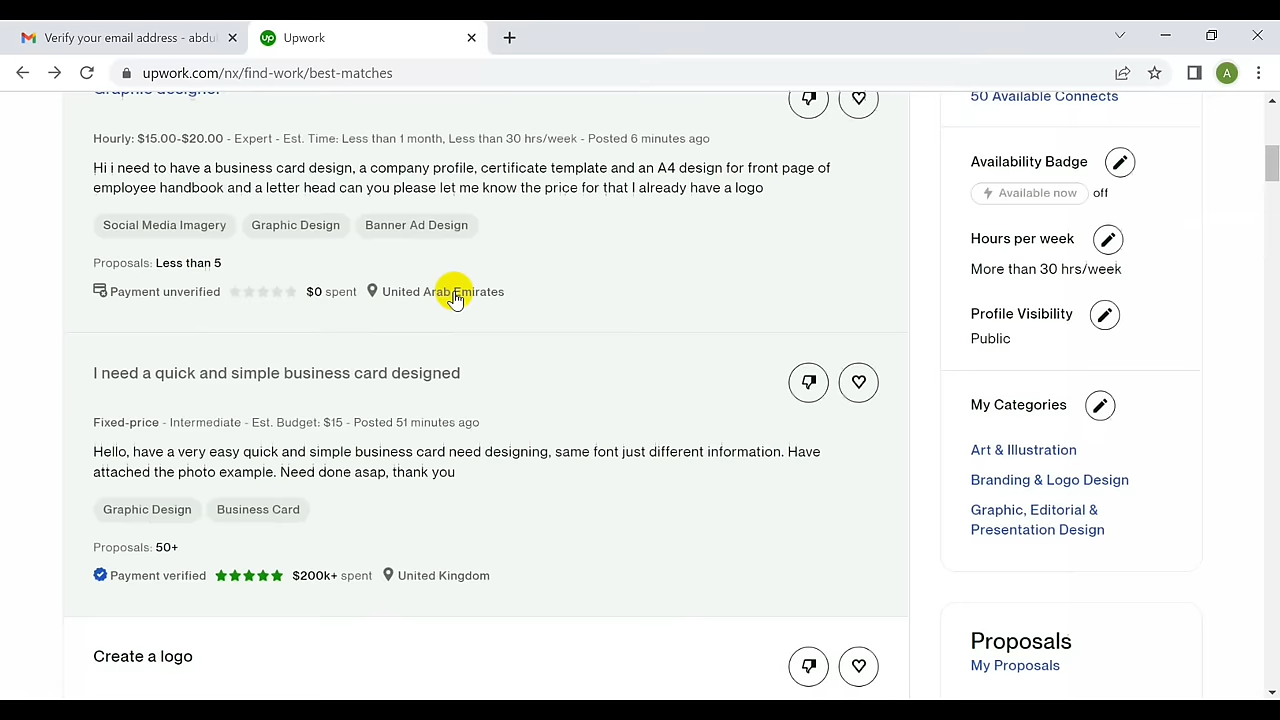 Verify your email address - abdul
Upwork
upwork.com/nx/find-work/best-matches
A
Graphic designer
Hourly: $15.00-$20.00 - Expert - Est. Time: Less than 1 month, Less than 30 hrs/week - Posted 6 minutes ago
Hi i need to have a business card design, a company profile, certificate template and an A4 design for front page of
employee handbook and a letter head can you please let me know the price for that I already have a logo
Social Media Imagery
Graphic Design
Banner Ad Design
Proposals: Less than 5
Payment unverified $0 spent United Arab Emirates
I need a quick and simple business card designed
Fixed-price - Intermediate - Est. Budget: $15 - Posted 51 minutes ago
Hello, have a very easy quick and simple business card need designing, same font just different information. Have
attached the photo example. Need done asap, thank you
Graphic Design
Business Card
Proposals: 50+
Payment verified $200k+ spent United Kingdom
Create a logo
50 Available Connects
Availability Badge
Available now off
Hours per week
More than 30 hrs/week
Profile Visibility
Public
My Categories
Art & Illustration
Branding & Logo Design
Graphic, Editorial &
Presentation Design
Proposals
My Proposals